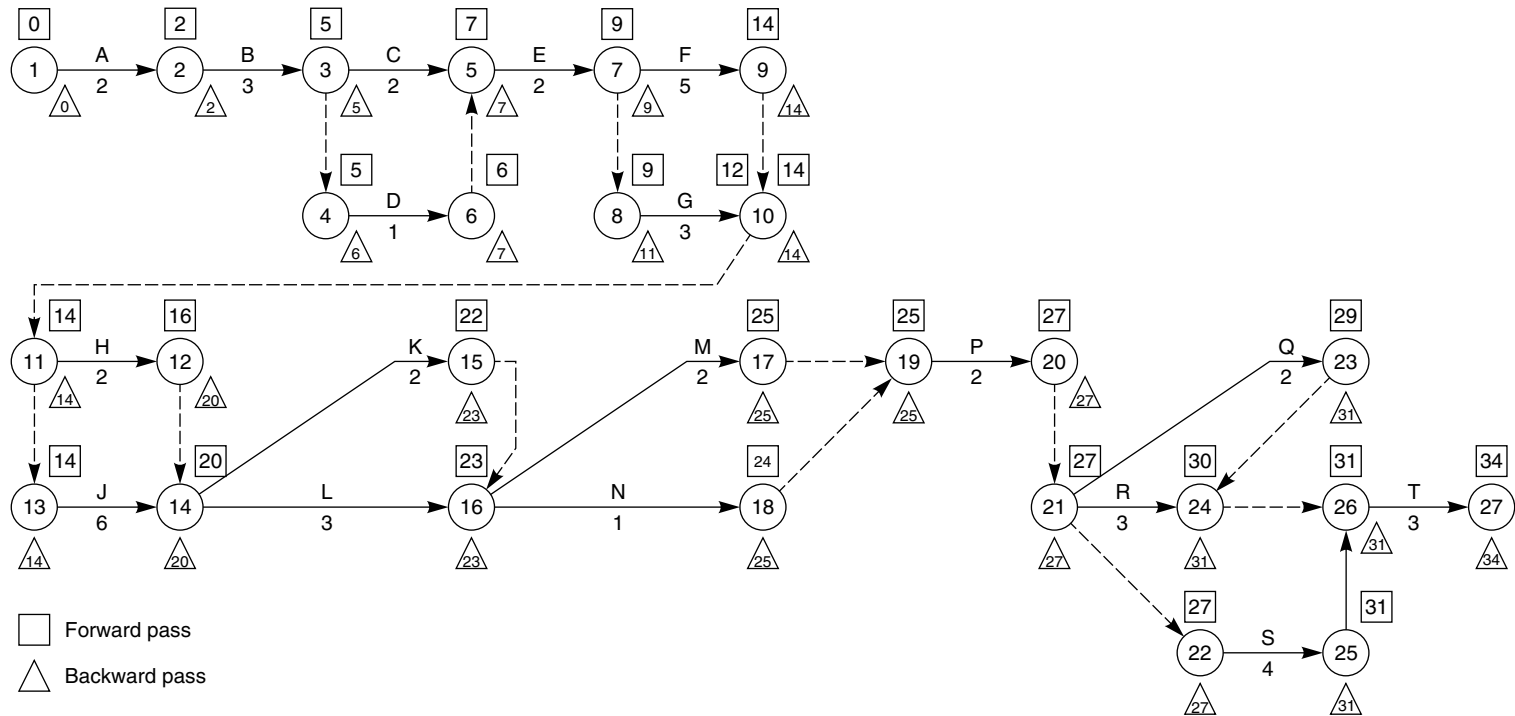 0 2 5 7 9 14
A B C E F
1 2 3 5 7 9
2 3 2 2 5
0 2 5 7 9 14
5 6 9 12 14
D G
4 6 8 10
1 3
6 7 11 14
14 16 22 25 25 27 29
H K M P Q
11 12 15 17 19 20 23
2 2 2 2 2
14 20 23 25 25 27 31
14 20 23 24 27 30 31 34
J L N R T
13 14 16 18 21 24 26 27
6 3 1 3 3
14 20 23 25 27 31 31 34
27 31
Forward pass
S
22 25
4
Backward pass
27 31